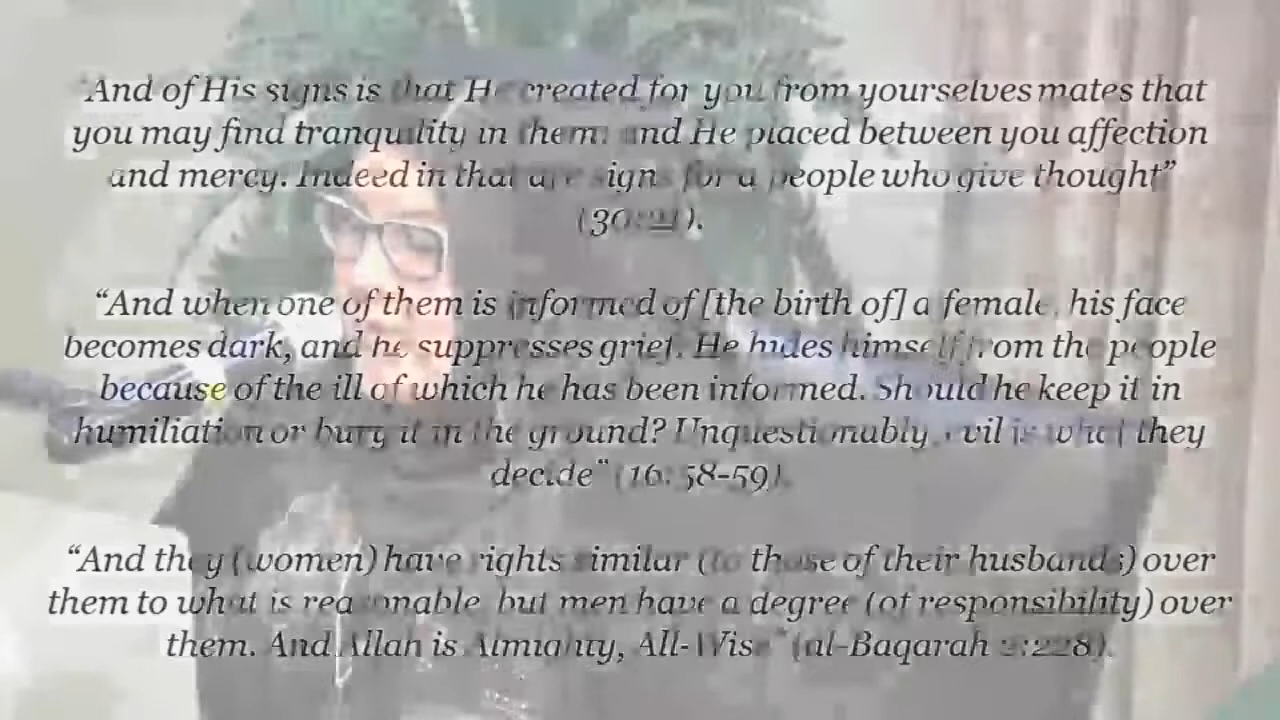 “And of His signs is that He created for you from yourselves mates that
you may find tranquility in them; and He placed between you affection
and mercy. Indeed in that are signs for a people who give thought”
(30:21).
“And when one of them is informed of [the birth of] a female, his face
becomes dark, and he suppresses grief. He hides himself from the people
because of the ill of which he has been informed. Should he keep it in
humiliation or bury it in the ground? Unquestionably, evil is what they
decide“ (16: 58-59).
“And they (women) have rights similar (to those of their husbands) over
them to what is reasonable, but men have a degree (of responsibility) over
them. And Allah is Almighty, All-Wise” (al-Baqarah 2:228).